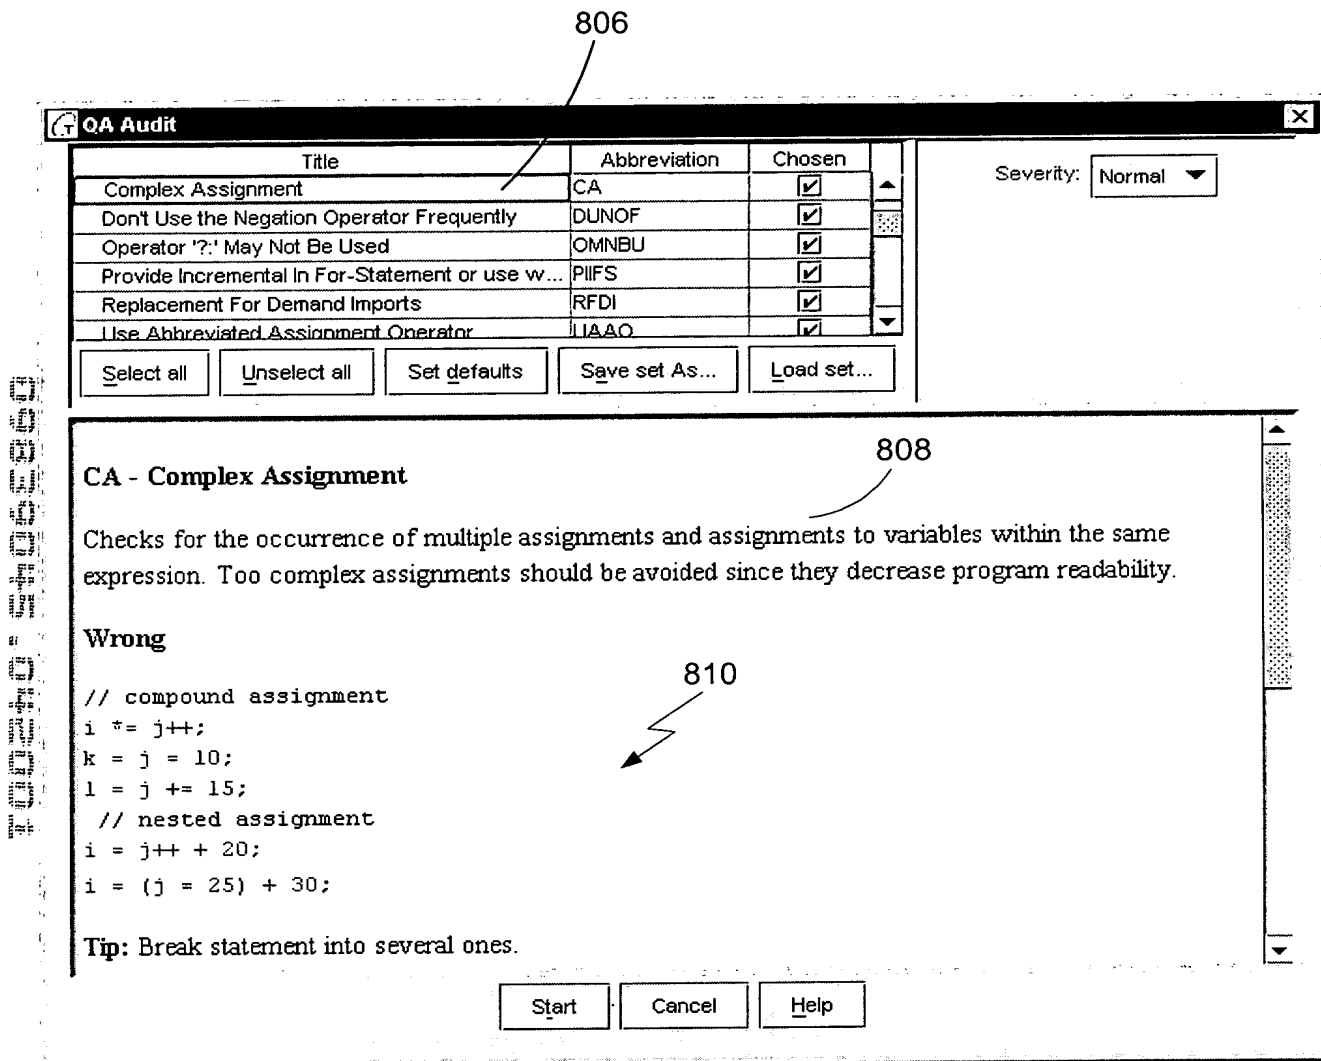 806
QA Audit
Title Abbreviation Chosen
Complex Assignment CA
Don't Use the Negation Operator Frequently DUNOF
Operator '?:' May Not Be Used OMNBU
Provide Incremental In For-Statement or use w... PIIFS
Replacement For Demand Imports RFDI
Use Abbreviated Assignment Operator UAAO
Severity: Normal
Select all Unselect all Set defaults Save set As... Load set...
808
CA - Complex Assignment
Checks for the occurrence of multiple assignments and assignments to variables within the same
expression. Too complex assignments should be avoided since they decrease program readability.
Wrong
810
// compound assignment
i *= j++;
k = j = 10;
l = j += 15;
// nested assignment
i = j++ + 20;
i = (j = 25) + 30;
Tip: Break statement into several ones.
Start Cancel Help